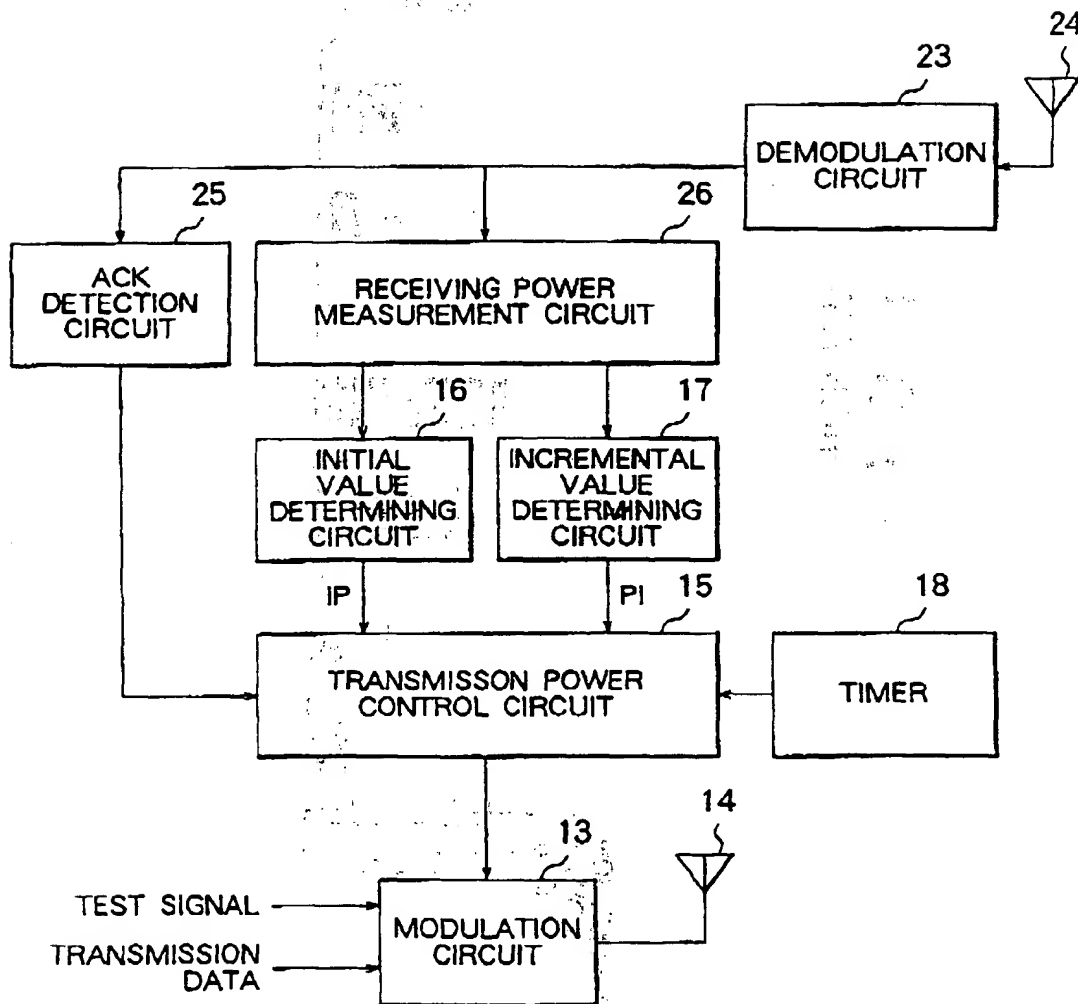 24
23
DEMODULATION
CIRCUIT
25
26
ACK
DETECTION
CIRCUIT
RECEIVING POWER
MEASUREMENT CIRCUIT
16
17
INITIAL
VALUE
DETERMINING
CIRCUIT
INCREMENTAL
VALUE
DETERMINING
CIRCUIT
IP
PI
15
18
TRANSMISSON POWER
CONTROL CIRCUIT
TIMER
14
13
TEST SIGNAL
MODULATION
CIRCUIT
TRANSMISSION
DATA